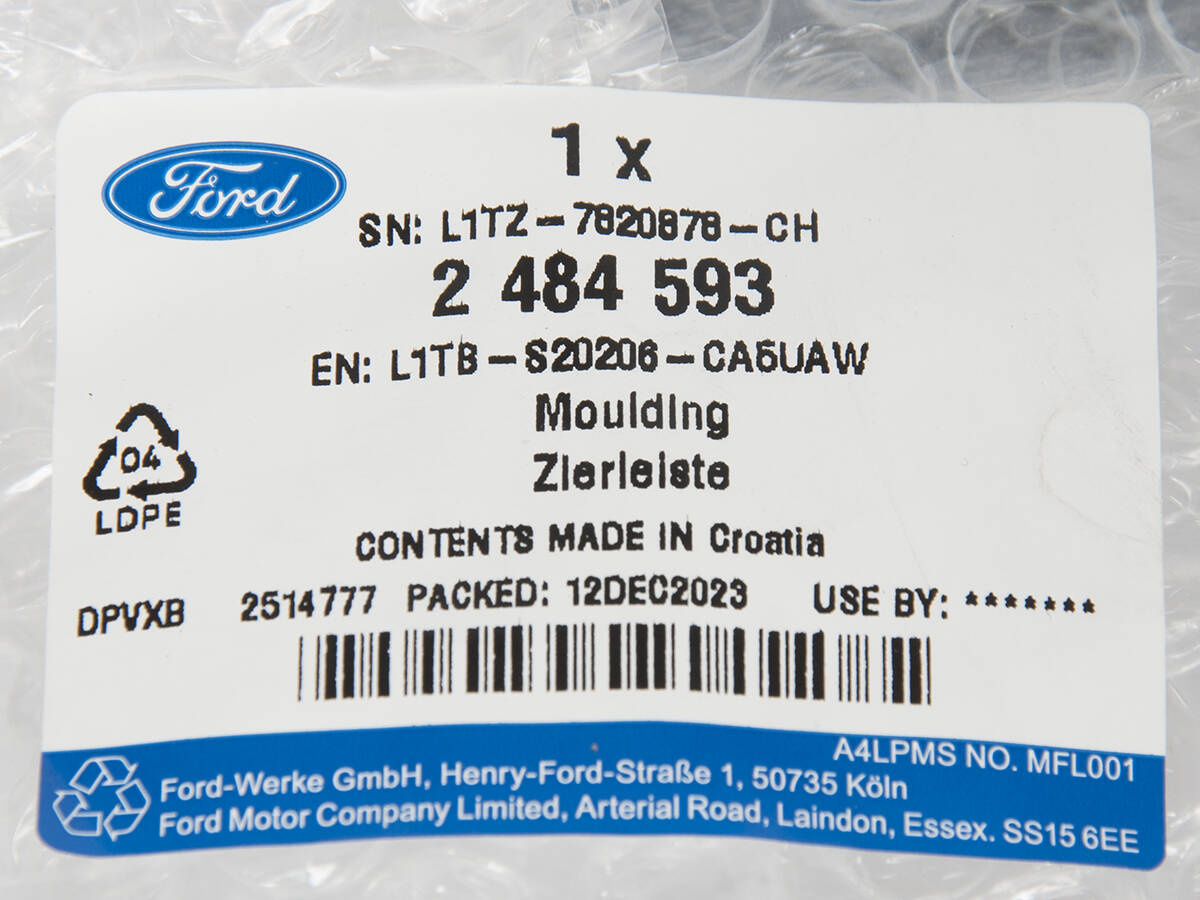 1 x
Ford
SN: L1TZ-7820878-CH
2 484 593
EN: L1TB-S20206-CA5UAW
Moulding
Zierleiste
04
LDPE
CONTENTS MADE IN Croatia
DPVXB 2514777 PACKED: 12DEC2023 USE BY: *******
A4LPMS NO. MFL001
Ford-Werke GmbH, Henry-Ford-Straße 1, 50735 Köln
Ford Motor Company Limited, Arterial Road, Laindon, Essex. SS15 6EE